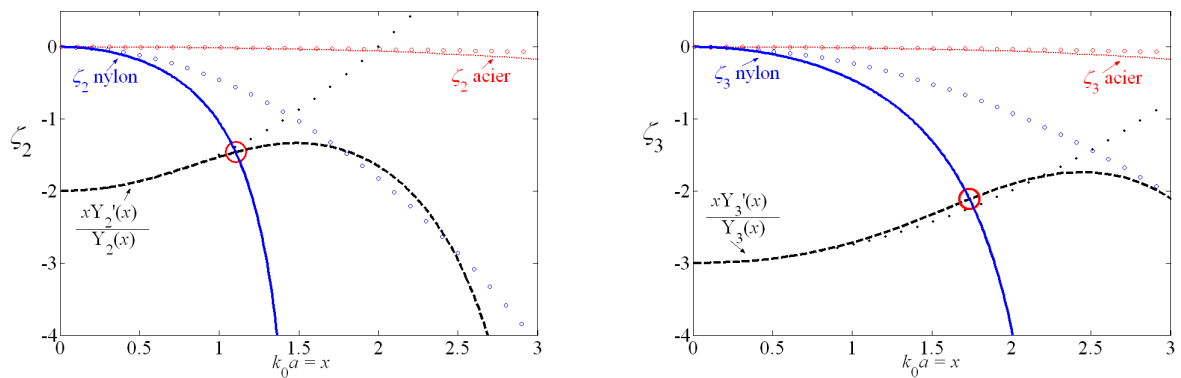 0
-1
-2
-3
-4
ζ2
ζ2 nylon
ζ2 acier
xY2'(x)
Y2(x)
0 0.5 1 1.5 2 2.5 3
k0a = x
0
-1
-2
-3
-4
ζ3
ζ3 nylon
ζ3 acier
xY3'(x)
Y3(x)
0 0.5 1 1.5 2 2.5 3
k0a = x